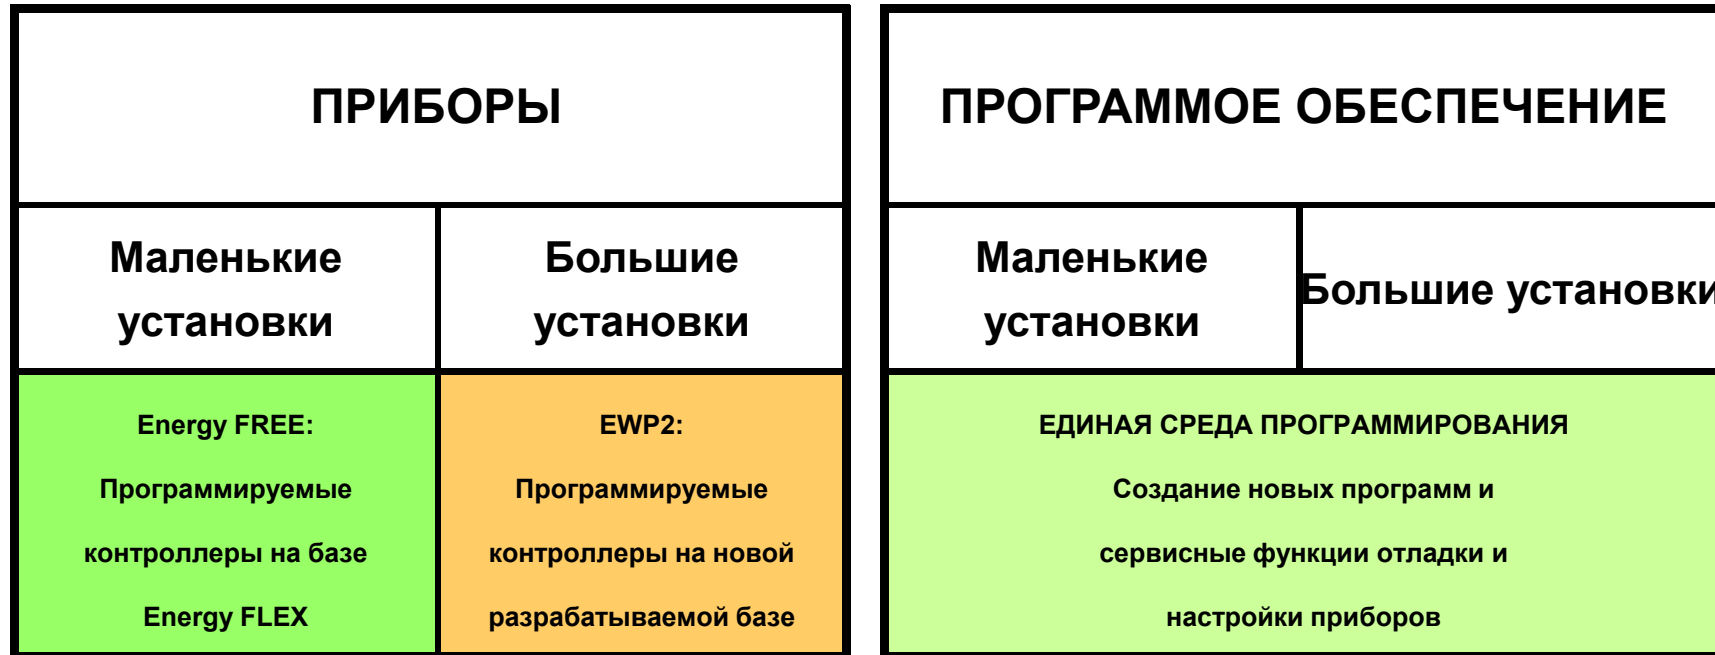 ПРИБОРЫ
Маленькие
установки
Большие
установки
Energy FREE:
Программируемые
контроллеры на базе
Energy FLEX
EWP2:
Программируемые
контроллеры на новой
разрабатываемой базе
ПРОГРАММОЕ ОБЕСПЕЧЕНИЕ
Маленькие
установки
Большие установки
ЕДИНАЯ СРЕДА ПРОГРАММИРОВАНИЯ
Создание новых программ и
сервисные функции отладки и
настройки приборов